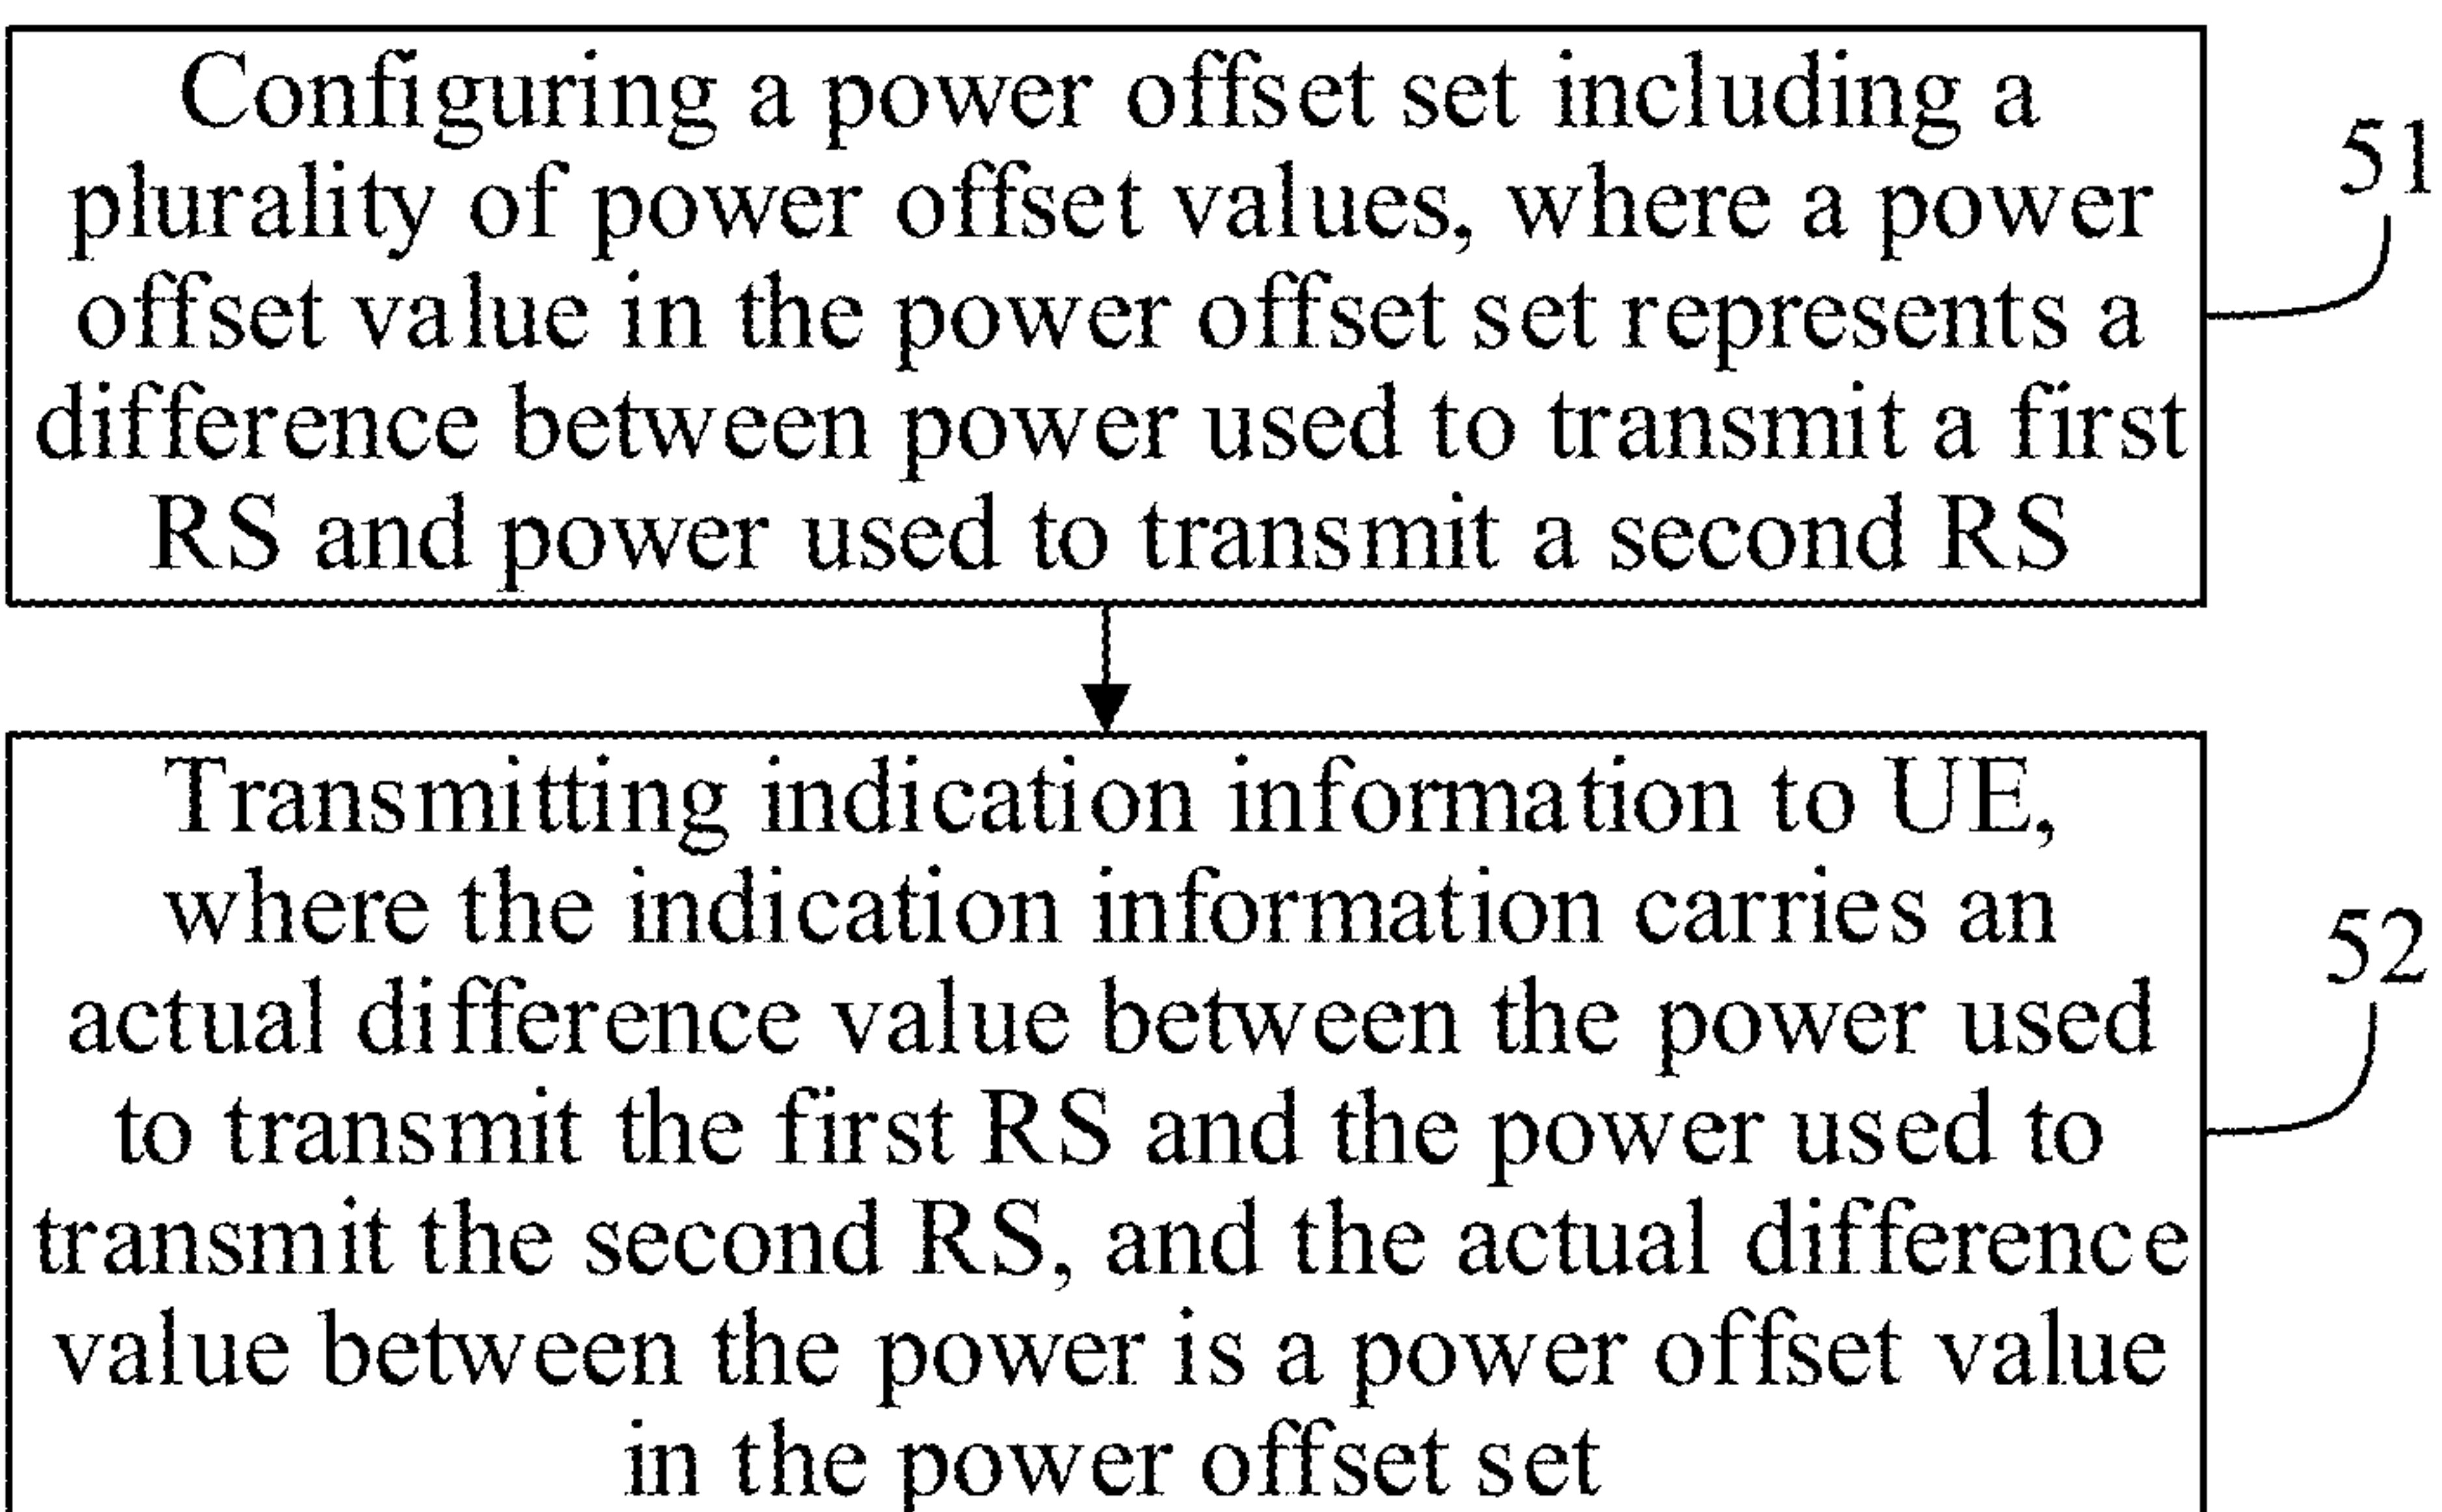 Configuring a power offset set including a
plurality of power offset values, where a power
offset value in the power offset set represents a
difference between power used to transmit a first
RS and power used to transmit a second RS
51
Transmitting indication information to UE,
where the indication information carries an
actual difference value between the power used
to transmit the first RS and the power used to
transmit the second RS, and the actual difference
value between the power is a power offset value
in the power offset set
52